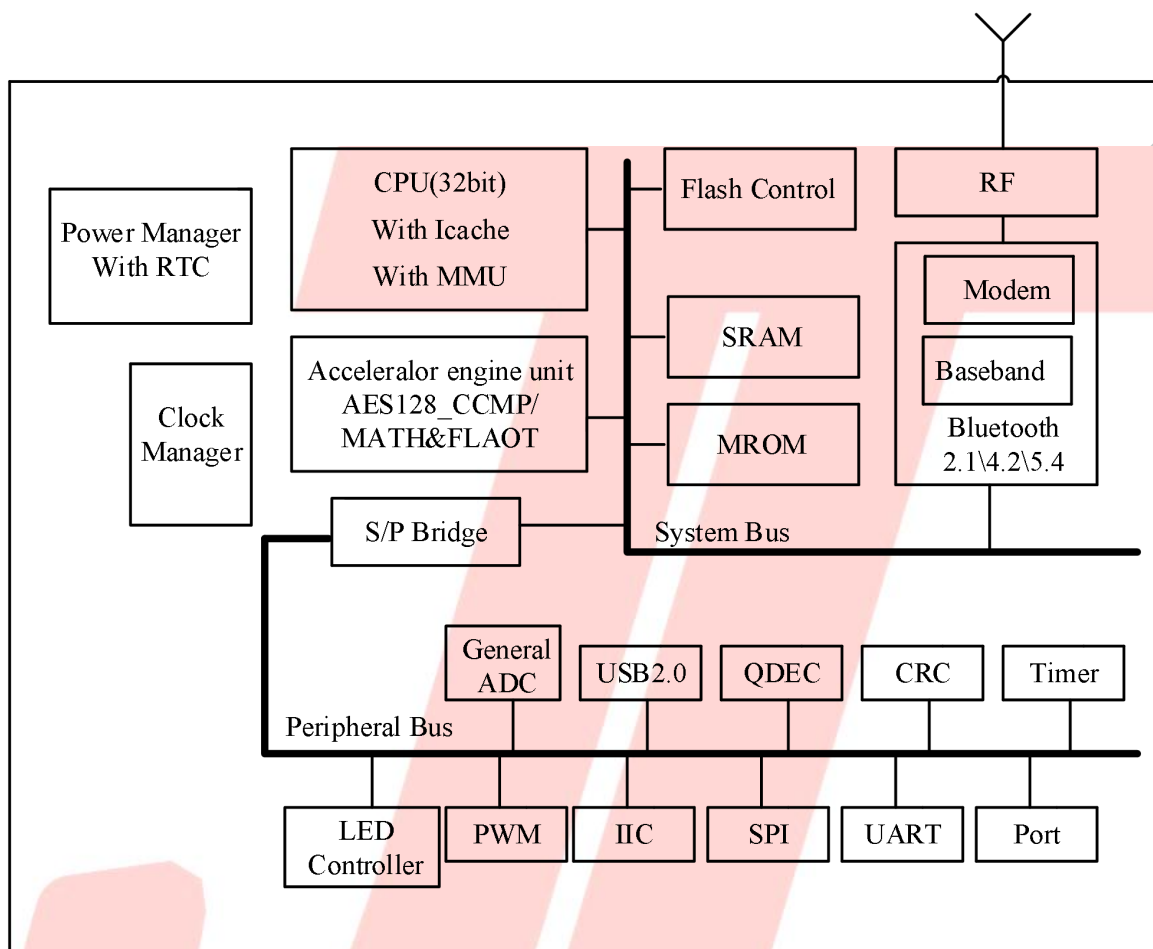 CPU(32bit)
With Icache
With MMU
Flash Control
RF
Power Manager
With RTC
Modem
SRAM
Baseband
Acceleralor engine unit
AES128_CCMP/
MATH&FLAOT
Clock
Manager
MROM
Bluetooth
2.1\4.2\5.4
S/P Bridge
System Bus
General
ADC
USB2.0
QDEC
CRC
Timer
Peripheral Bus
LED
Controller
PWM
IIC
SPI
UART
Port